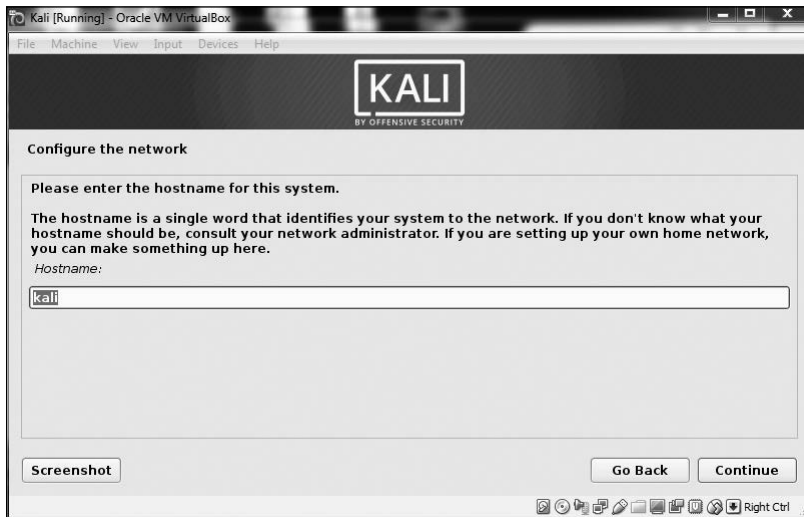 Kali [Running] - Oracle VM VirtualBox
File Machine View Input Devices Help
KALI
BY OFFENSIVE SECURITY
Configure the network
Please enter the hostname for this system.
The hostname is a single word that identifies your system to the network. If you don't know what your
hostname should be, consult your network administrator. If you are setting up your own home network,
you can make something up here.
Hostname:
kali
Screenshot
Go Back
Continue
Right Ctrl